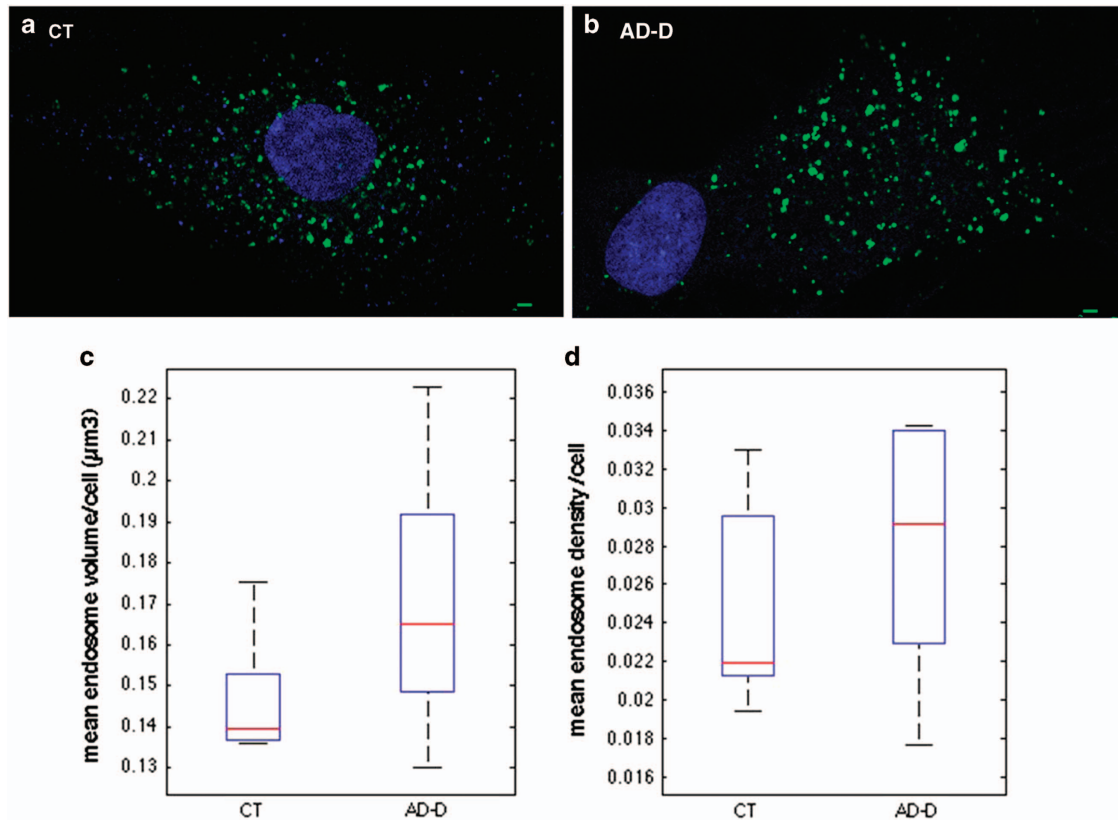 a CT
b AD-D
c
mean endosome volume/cell (µm3)
0.22
0.21
0.2
0.19
0.18
0.17
0.16
0.15
0.14
0.13
CT AD-D
d
mean endosome density/cell
0.036
0.034
0.032
0.03
0.028
0.026
0.024
0.022
0.02
0.018
0.016
CT AD-D